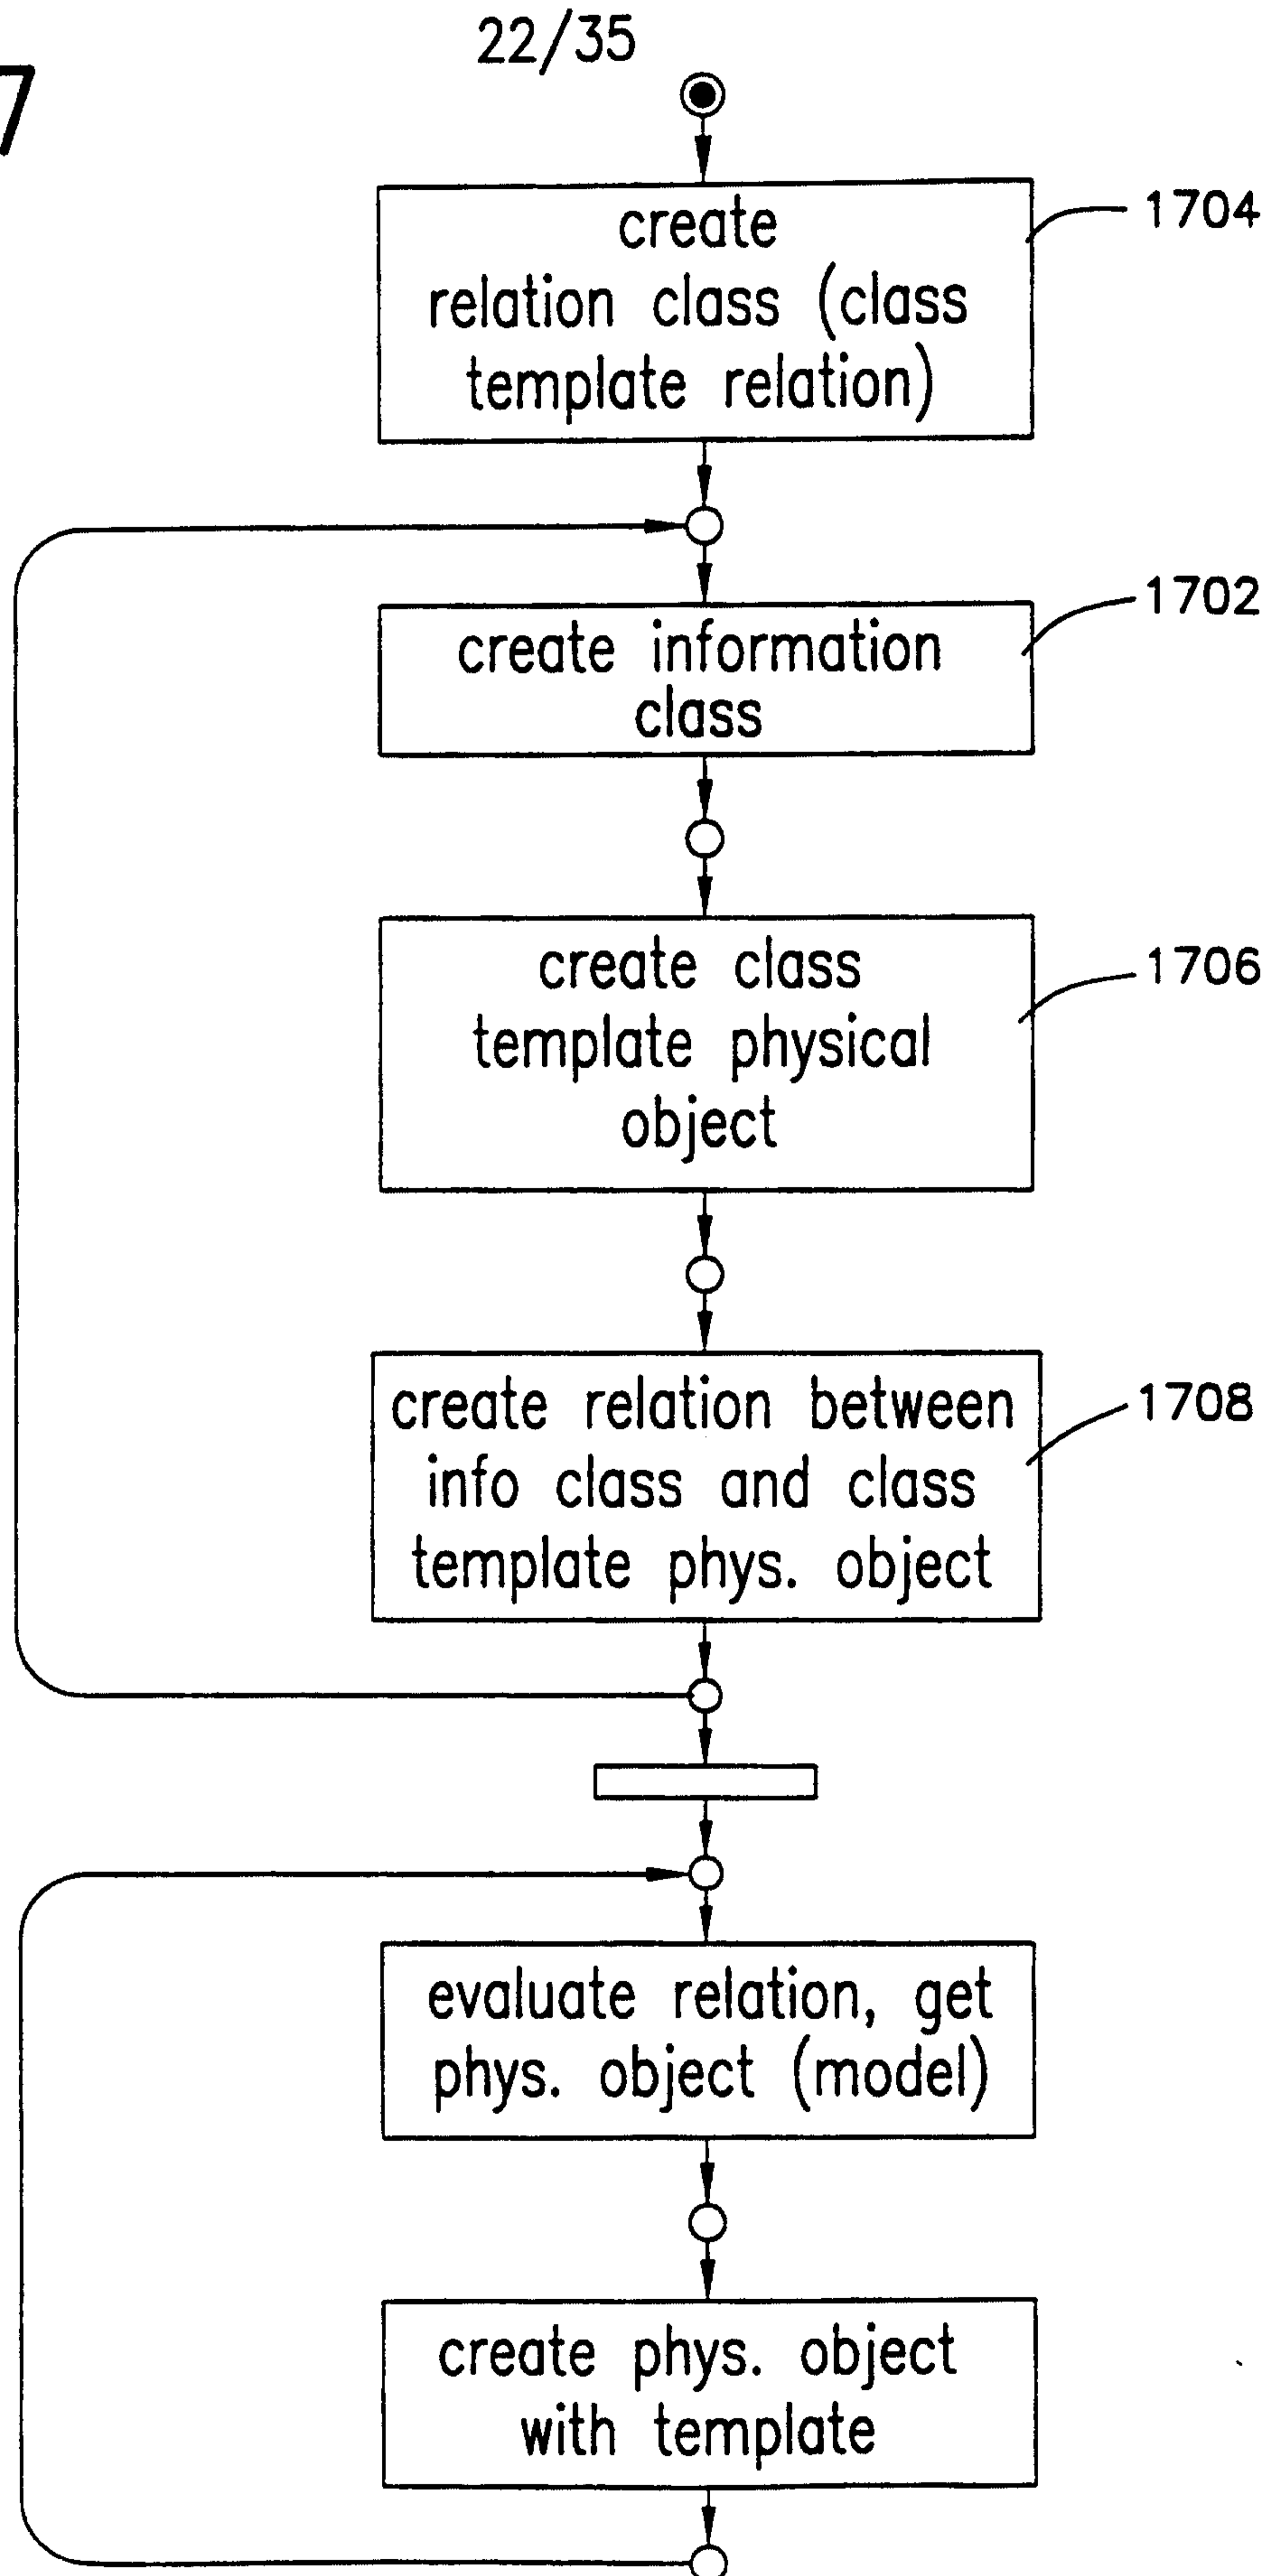 22/35
7
create
relation class (class
template relation)
1704
create information
class
1702
create class
template physical
object
1706
create relation between
info class and class
template phys. object
1708
evaluate relation, get
phys. object (model)
create phys. object
with template